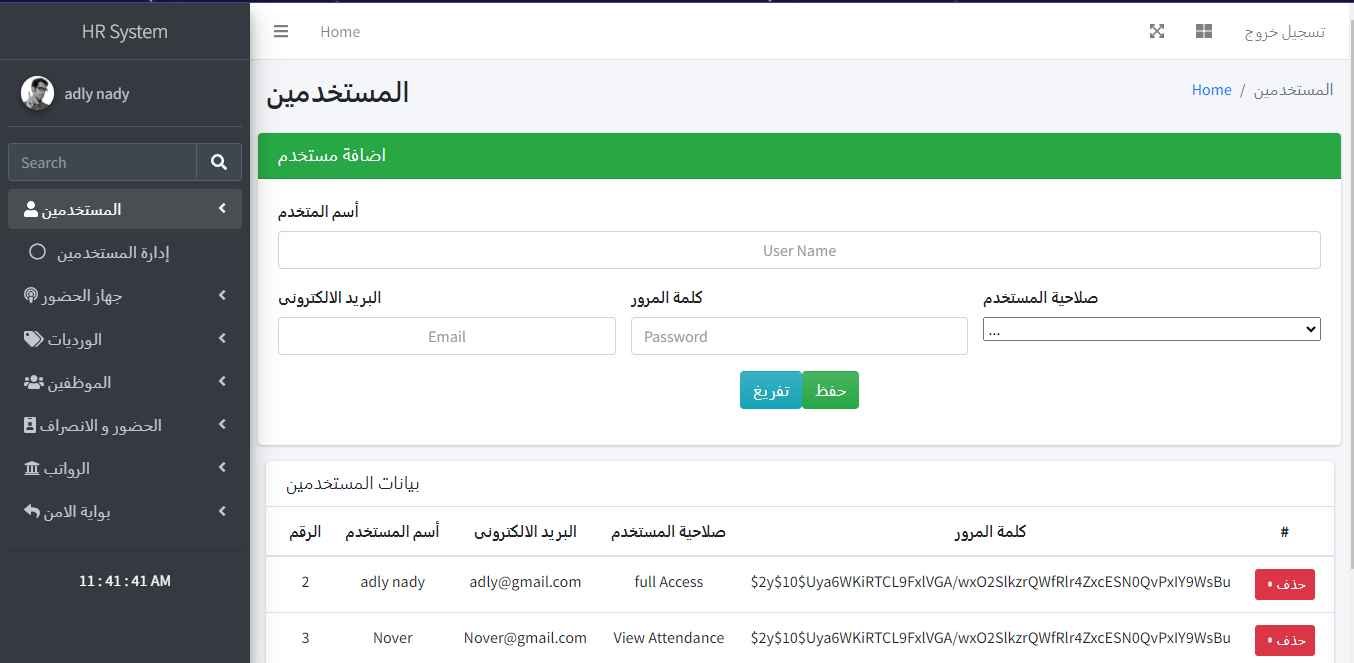 HR System
Home
تسجيل خروج
adly nady
Search
المستخدمين
إدارة المستخدمين
جهاز الحضور
الورديات
الموظفين
الحضور و الانصراف
الرواتب
بوابة الامن
11 : 41 : 41 AM
المستخدمين
Home / المستخدمين
اضافة مستخدم
أسم المتخدم
User Name
البريد الالكترونى
كلمة المرور
صلاحية المستخدم
Email
Password
...
تفريغ
حفظ
بيانات المستخدمين
الرقم أسم المستخدم البريد الالكترونى صلاحية المستخدم كلمة المرور #
2 adly nady adly@gmail.com full Access $2y$10$Uya6WKiRTCL9FxlVGA/wxO2SlkzrQWfRlr4ZxcESN0QvPxIY9WsBu حذف
3 Nover Nover@gmail.com View Attendance $2y$10$Uya6WKiRTCL9FxlVGA/wxO2SlkzrQWfRlr4ZxcESN0QvPxIY9WsBu حذف